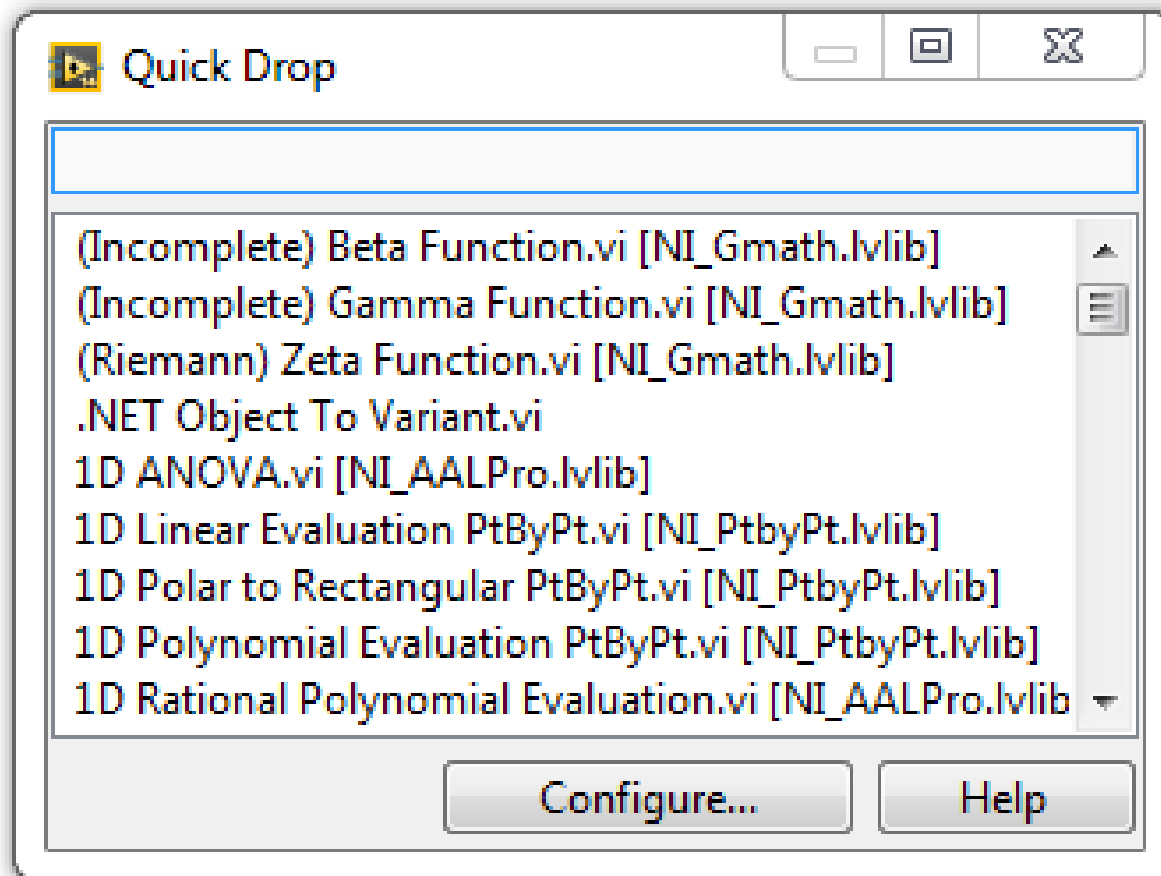 Quick Drop
(Incomplete) Beta Function.vi [NI_Gmath.lvlib]
(Incomplete) Gamma Function.vi [NI_Gmath.lvlib]
(Riemann) Zeta Function.vi [NI_Gmath.lvlib]
.NET Object To Variant.vi
1D ANOVA.vi [NI_AALPro.lvlib]
1D Linear Evaluation PtByPt.vi [NI_PtbyPt.lvlib]
1D Polar to Rectangular PtByPt.vi [NI_PtbyPt.lvlib]
1D Polynomial Evaluation PtByPt.vi [NI_PtbyPt.lvlib]
1D Rational Polynomial Evaluation.vi [NI_AALPro.lvlib
Configure... Help